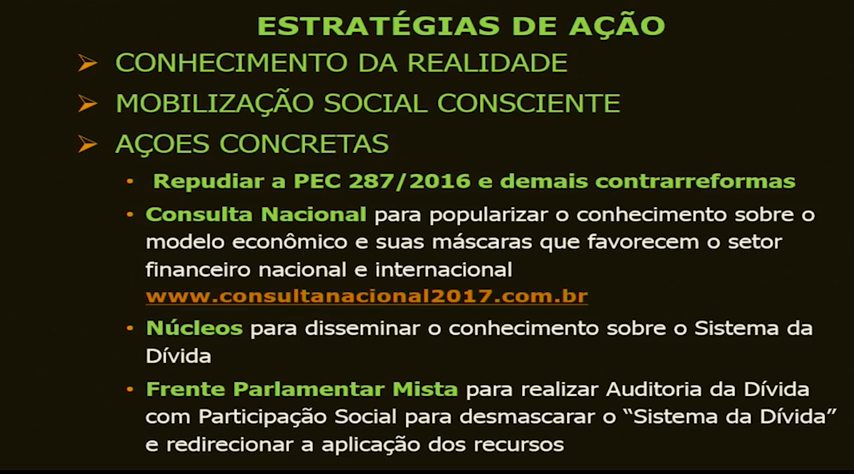 ESTRATÉGIAS DE AÇÃO
CONHECIMENTO DA REALIDADE
MOBILIZAÇÃO SOCIAL CONSCIENTE
AÇOES CONCRETAS
Repudiar a PEC 287/2016 e demais contrarreformas
Consulta Nacional para popularizar o conhecimento sobre o
modelo econômico e suas máscaras que favorecem o setor
financeiro nacional e internacional
www.consultanacional2017.com.br
Núcleos para disseminar o conhecimento sobre o Sistema da
Dívida
Frente Parlamentar Mista para realizar Auditoria da Dívida
com Participação Social para desmascarar o “Sistema da Dívida”
e redirecionar a aplicação dos recursos